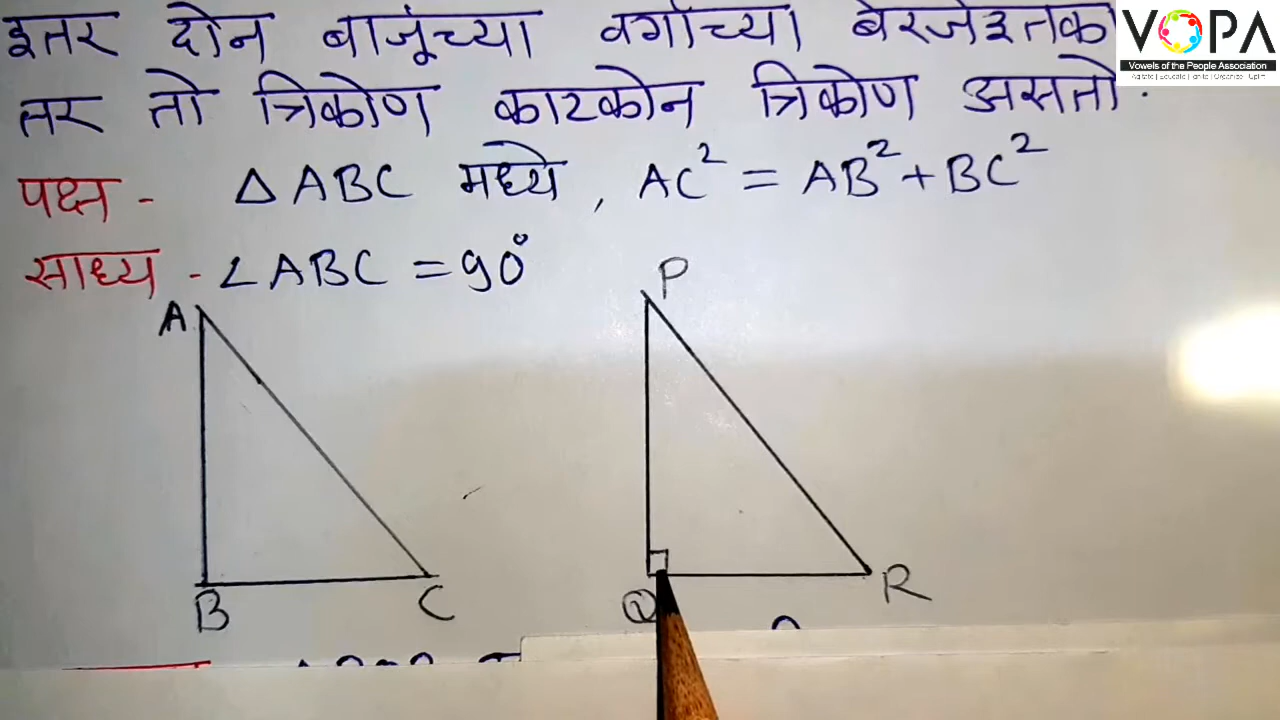 इतर दोन बाजूंच्या वर्गांच्या बेरजेइतका
तर तो त्रिकोण काटकोन त्रिकोण असतो.
पक्ष - △ABC मध्ये, AC² = AB² + BC²
साध्य - ∠ABC = 90°
A
P
B
C
Q
R
VOPA
Vowels of the People Association